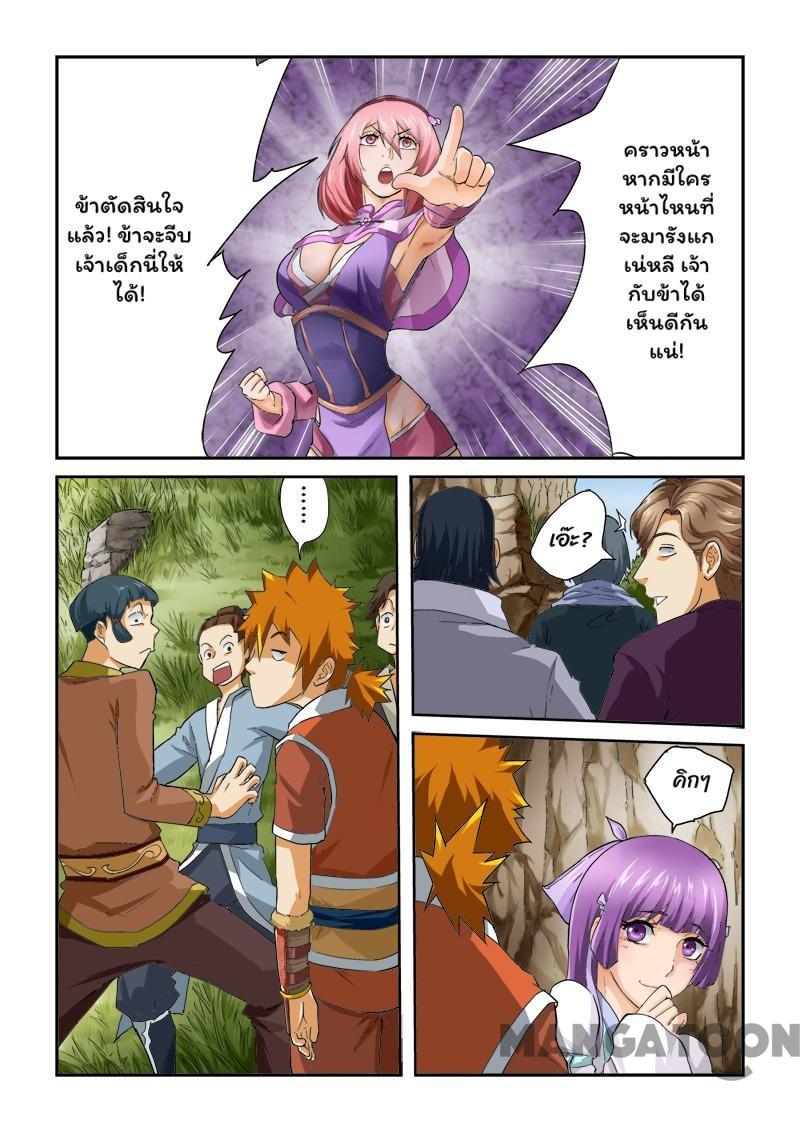 ข้าตัดสินใจ
แล้ว! ข้าจะจีบ
เจ้าเด็กนี่ให้
ได้!
คราวหน้า
หากมีใคร
หน้าไหนที่
จะมารังแก
เน่หลี เจ้า
กับข้าได้
เห็นดีกัน
แน่!
......
เอ๊ะ?
คิกๆ
MANGATOON